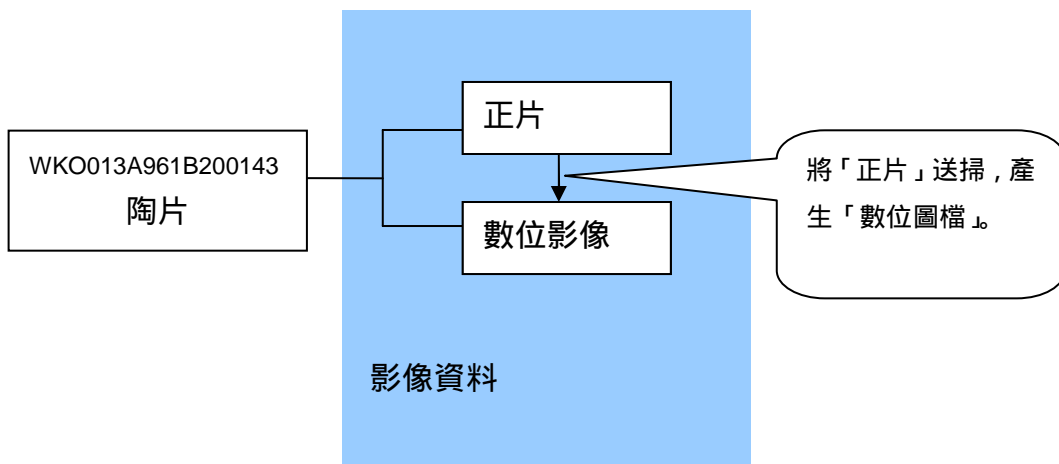 WKO013A961B200143
陶片
正片
數位影像
將「正片」送掃，產
生「數位圖檔」。
影像資料